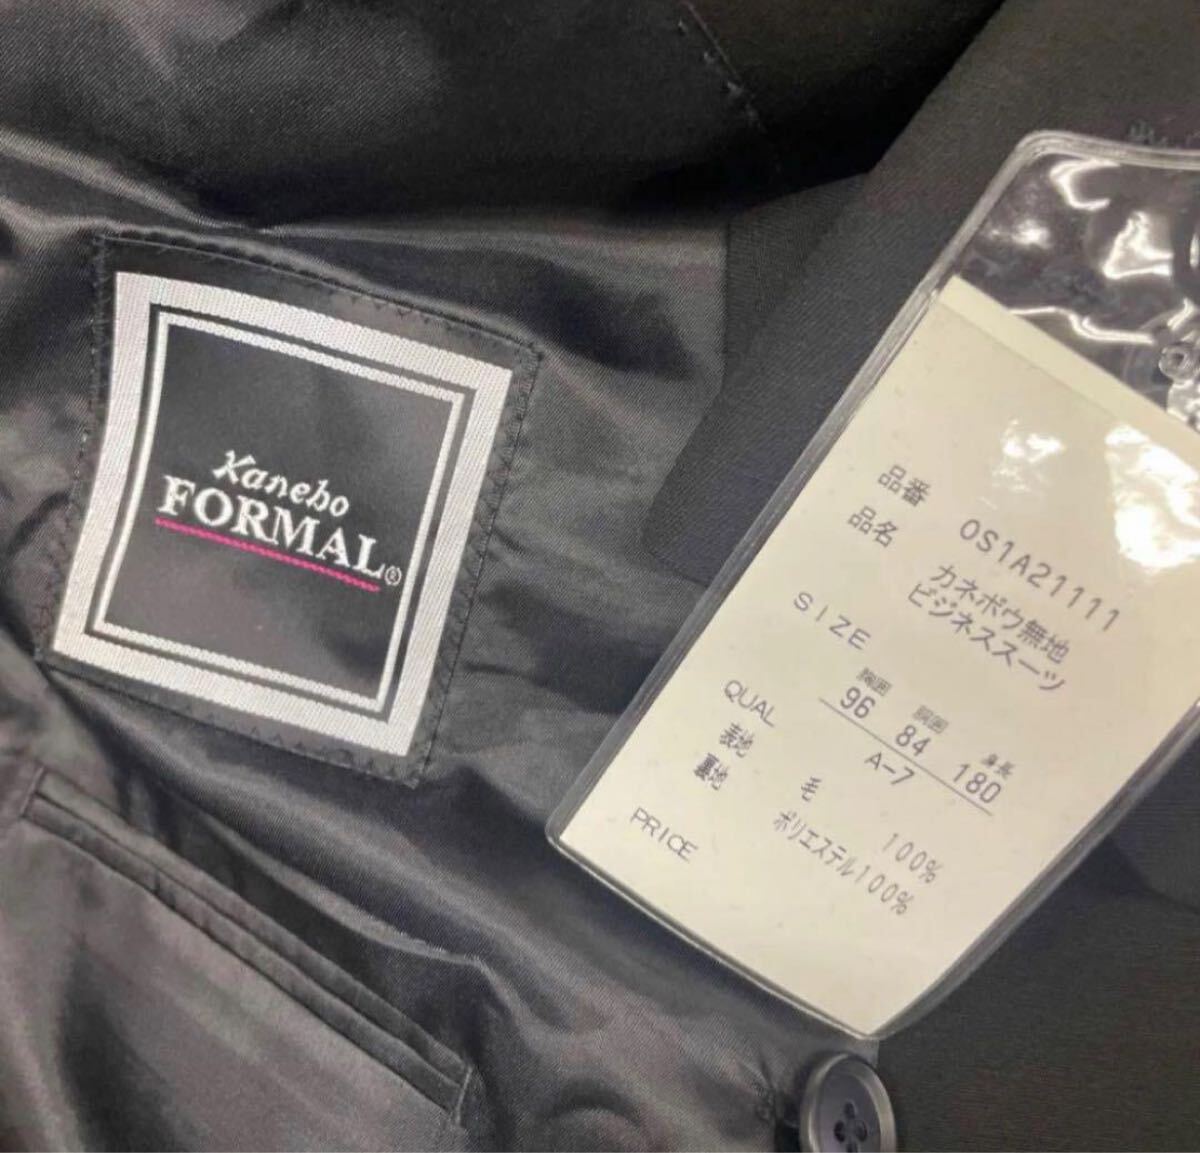 Kanebo
FORMAL®
品番 OS1A21111
品名 カネボウ無地
ビジネススーツ
SIZE
胸囲 胴囲 身長
96 84 180
A-7
QUAL
表地 毛 100%
裏地 ポリエステル100%
PRICE